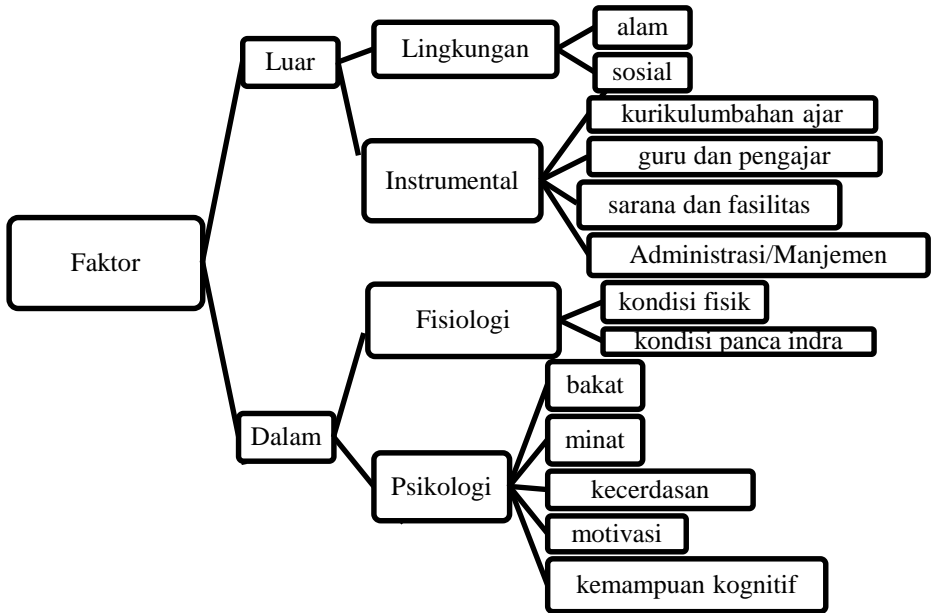 Faktor
Luar
Lingkungan
alam
sosial
Instrumental
kurikulumbahan ajar
guru dan pengajar
sarana dan fasilitas
Administrasi/Manjemen
Dalam
Fisiologi
kondisi fisik
kondisi panca indra
Psikologi
bakat
minat
kecerdasan
motivasi
kemampuan kognitif